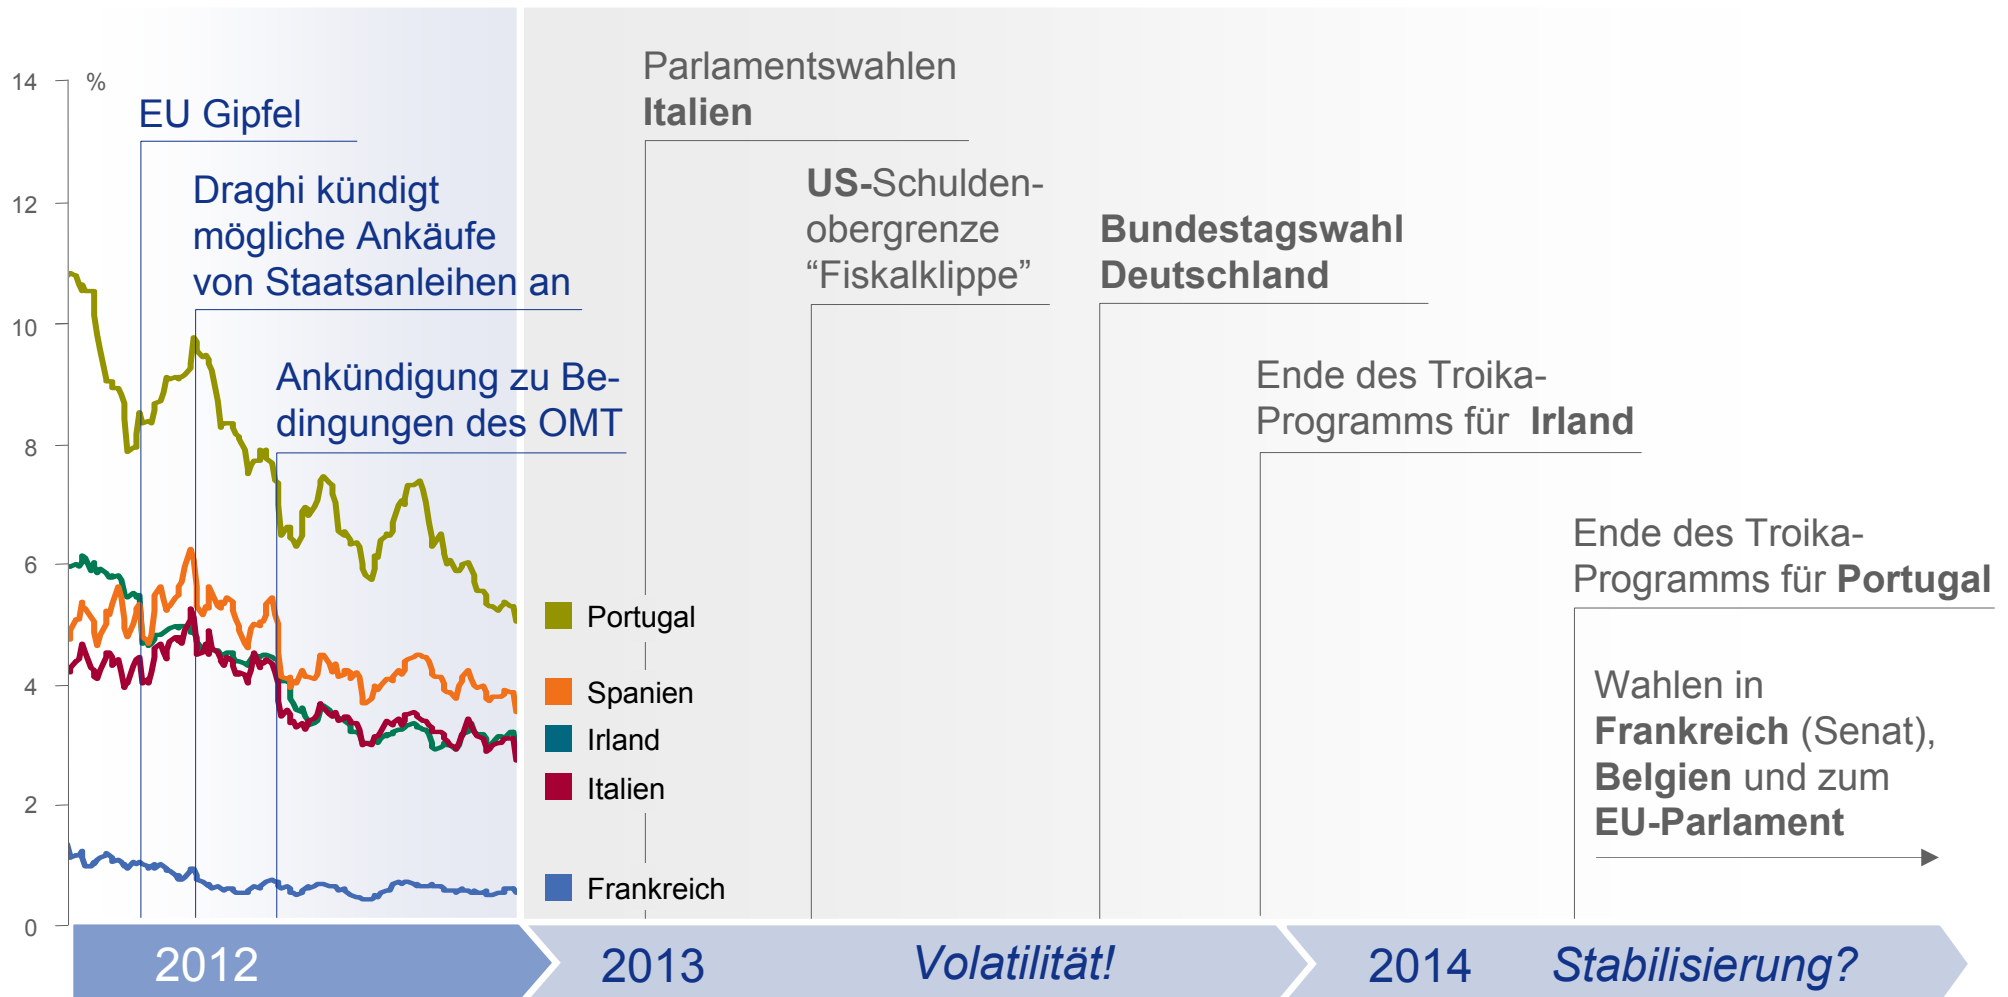 14
%
12
10
8
6
4
2
0
EU Gipfel
Draghi kündigt
mögliche Ankäufe
von Staatsanleihen an
Ankündigung zu Be-
dingungen des OMT
Parlamentswahlen
Italien
US-Schulden-
obergrenze
“Fiskalklippe”
Bundestagswahl
Deutschland
Ende des Troika-
Programms für Irland
Ende des Troika-
Programms für Portugal
Wahlen in
Frankreich (Senat),
Belgien und zum
EU-Parlament
Portugal
Spanien
Irland
Italien
Frankreich
2012
2013
Volatilität!
2014
Stabilisierung?